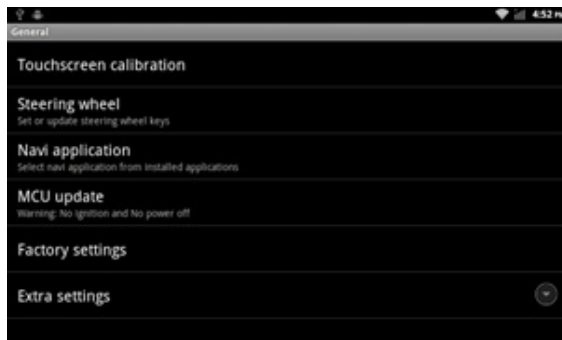 4:52 PM
General
Touchscreen calibration
Steering wheel
Set or update steering wheel keys
Navi application
Select navi application from installed applications
MCU update
Warning: No ignition and No power off
Factory settings
Extra settings